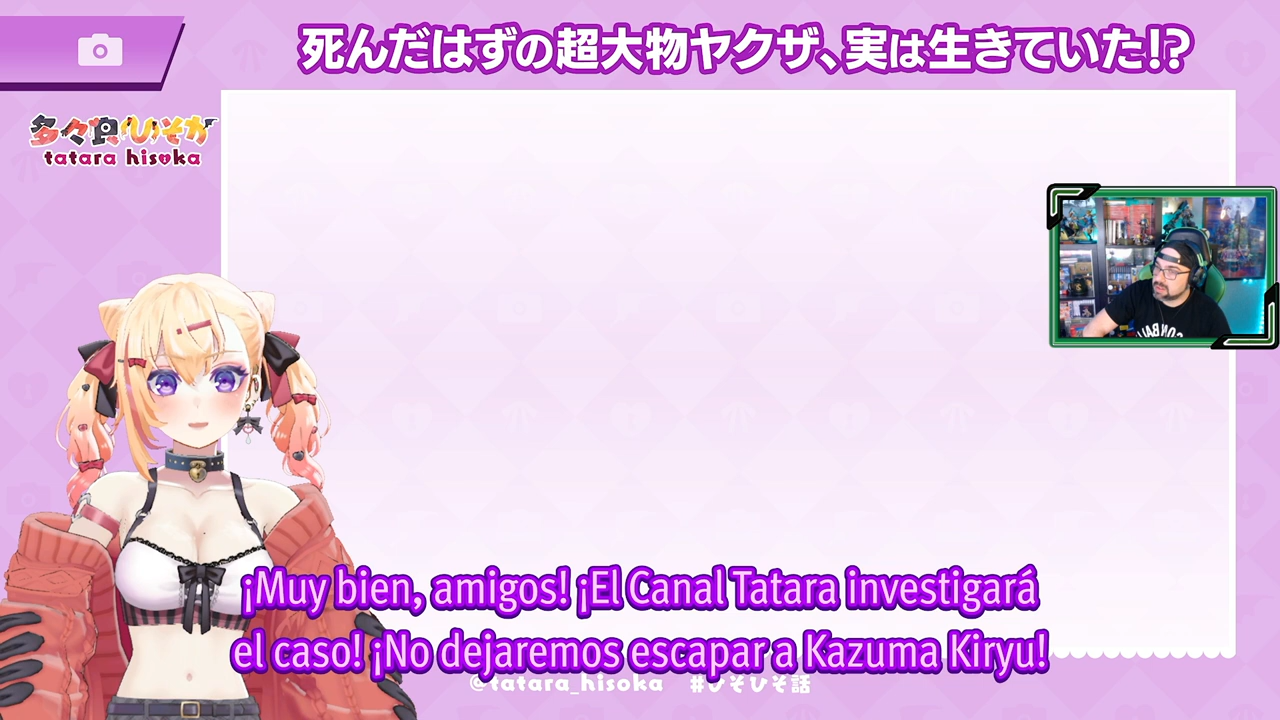 死んだはずの超大物ヤクザ、実は生きていた!?
多々良ひそか
tatara hisoka
¡Muy bien, amigos! ¡El Canal Tatara investigará
el caso! ¡No dejaremos escapar a Kazuma Kiryu!
@tatara_hisoka #ひそひそ話